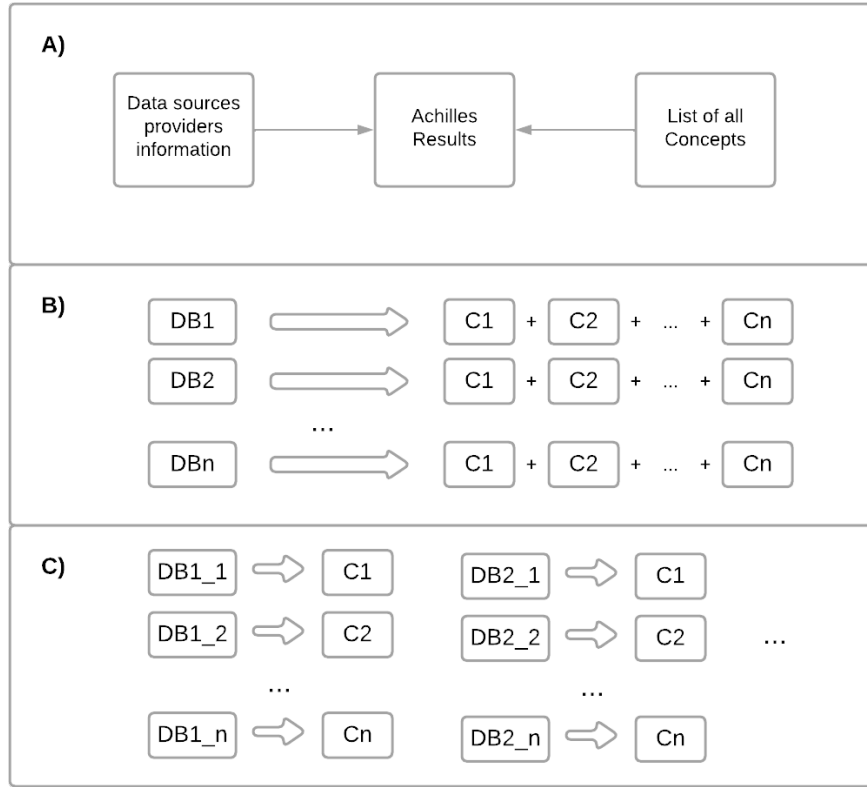 A)
Data sources
providers
information
Achilles
Results
List of all
Concepts
B)
DB1 C1 + C2 + ... + Cn
DB2 C1 + C2 + ... + Cn
...
DBn C1 + C2 + ... + Cn
C)
DB1_1 C1 DB2_1 C1
DB1_2 C2 DB2_2 C2 ...
... ...
DB1_n Cn DB2_n Cn